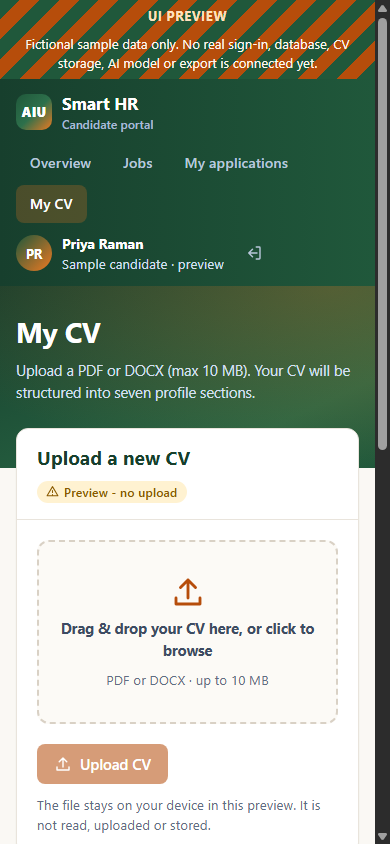 UI PREVIEW
Fictional sample data only. No real sign-in, database, CV
storage, AI model or export is connected yet.
AIU
Smart HR
Candidate portal
Overview
Jobs
My applications
My CV
PR
Priya Raman
Sample candidate · preview
My CV
Upload a PDF or DOCX (max 10 MB). Your CV will be
structured into seven profile sections.
Upload a new CV
Preview - no upload
Drag & drop your CV here, or click to
browse
PDF or DOCX · up to 10 MB
Upload CV
The file stays on your device in this preview. It is
not read, uploaded or stored.